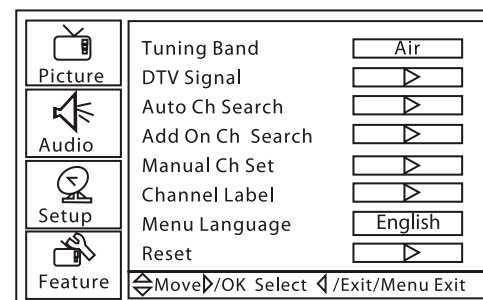 Picture
Audio
Setup
Feature
Tuning Band Air
DTV Signal
Auto Ch Search
Add On Ch Search
Manual Ch Set
Channel Label
Menu Language English
Reset
Move /OK Select /Exit/Menu Exit